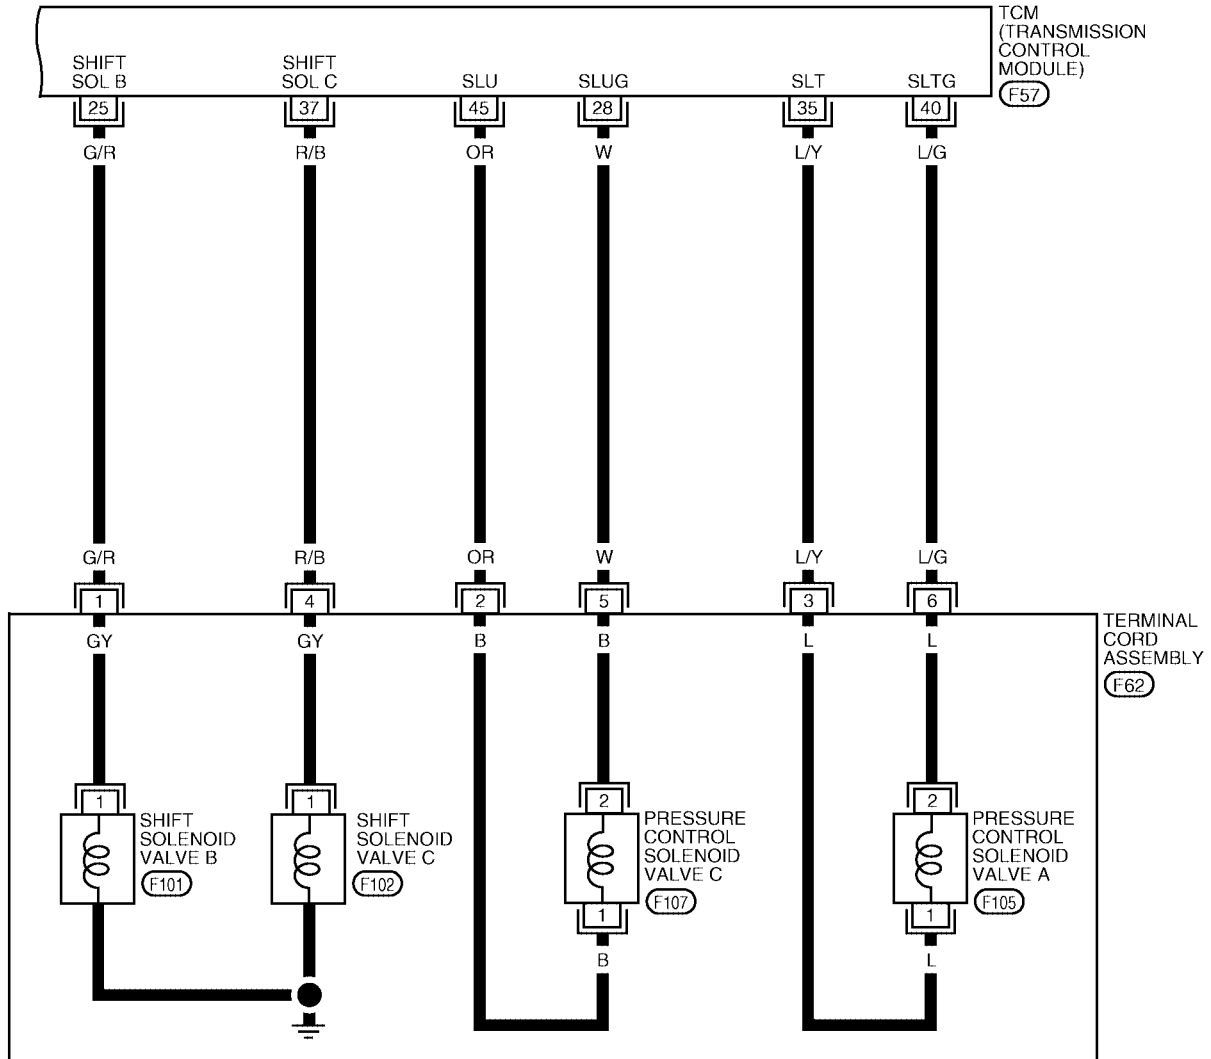 TCM
(TRANSMISSION
CONTROL
MODULE)
F57
SHIFT
SOL B
SHIFT
SOL C
SLU
SLUG
SLT
SLTG
25
37
45
28
35
40
G/R
R/B
OR
W
L/Y
L/G
G/R
R/B
OR
W
L/Y
L/G
1
4
2
5
3
6
TERMINAL
CORD
ASSEMBLY
F62
GY
GY
B
B
L
L
1
SHIFT
SOLENOID
VALVE B
F101
1
SHIFT
SOLENOID
VALVE C
F102
2
PRESSURE
CONTROL
SOLENOID
VALVE C
F107
1
B
2
PRESSURE
CONTROL
SOLENOID
VALVE A
F105
1
L